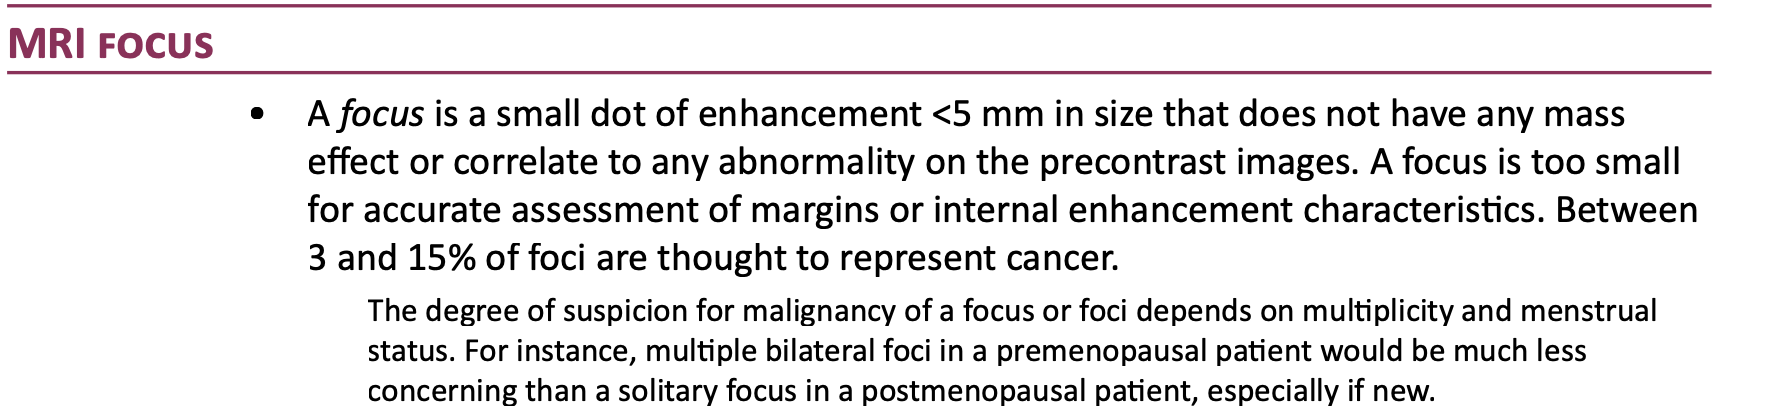 MRI FOCUS
• A focus is a small dot of enhancement <5 mm in size that does not have any mass
effect or correlate to any abnormality on the precontrast images. A focus is too small
for accurate assessment of margins or internal enhancement characteristics. Between
3 and 15% of foci are thought to represent cancer.
The degree of suspicion for malignancy of a focus or foci depends on multiplicity and menstrual
status. For instance, multiple bilateral foci in a premenopausal patient would be much less
concerning than a solitary focus in a postmenopausal patient, especially if new.